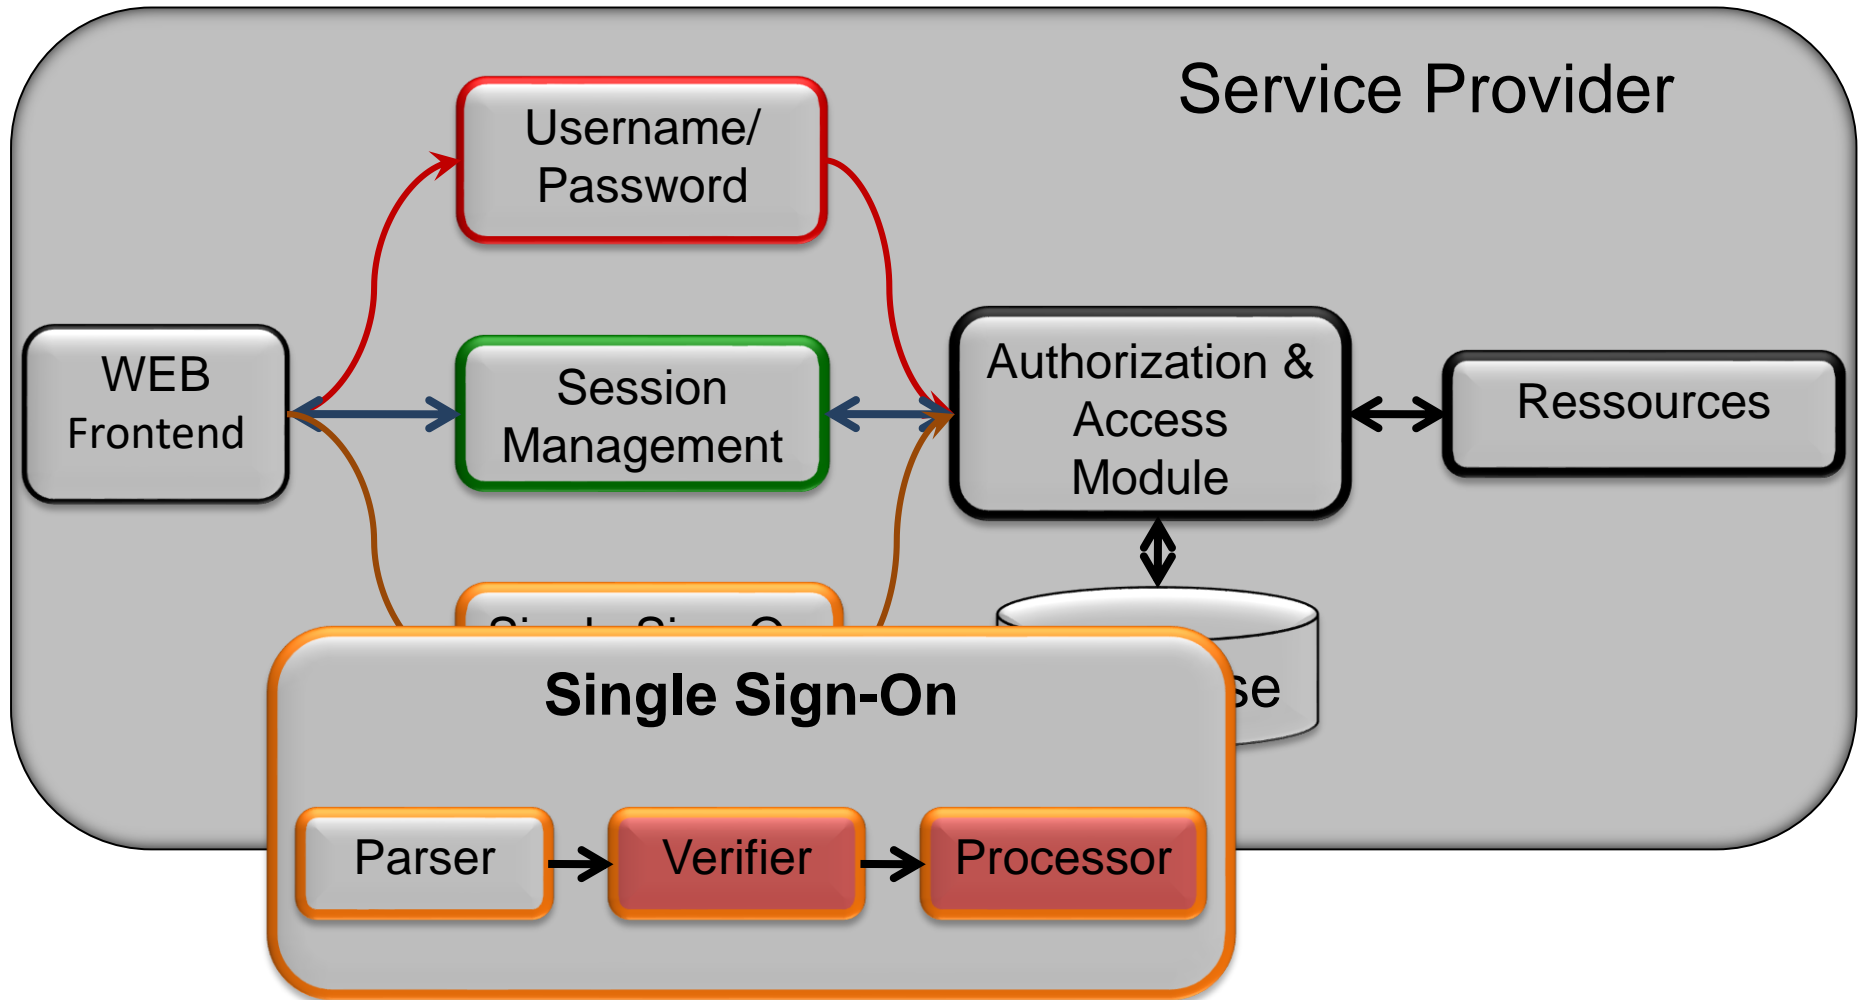 Service Provider
Username/
Password
WEB
Frontend
Session
Management
Authorization &
Access
Module
Ressources
Single Sign-On
Parser
Verifier
Processor